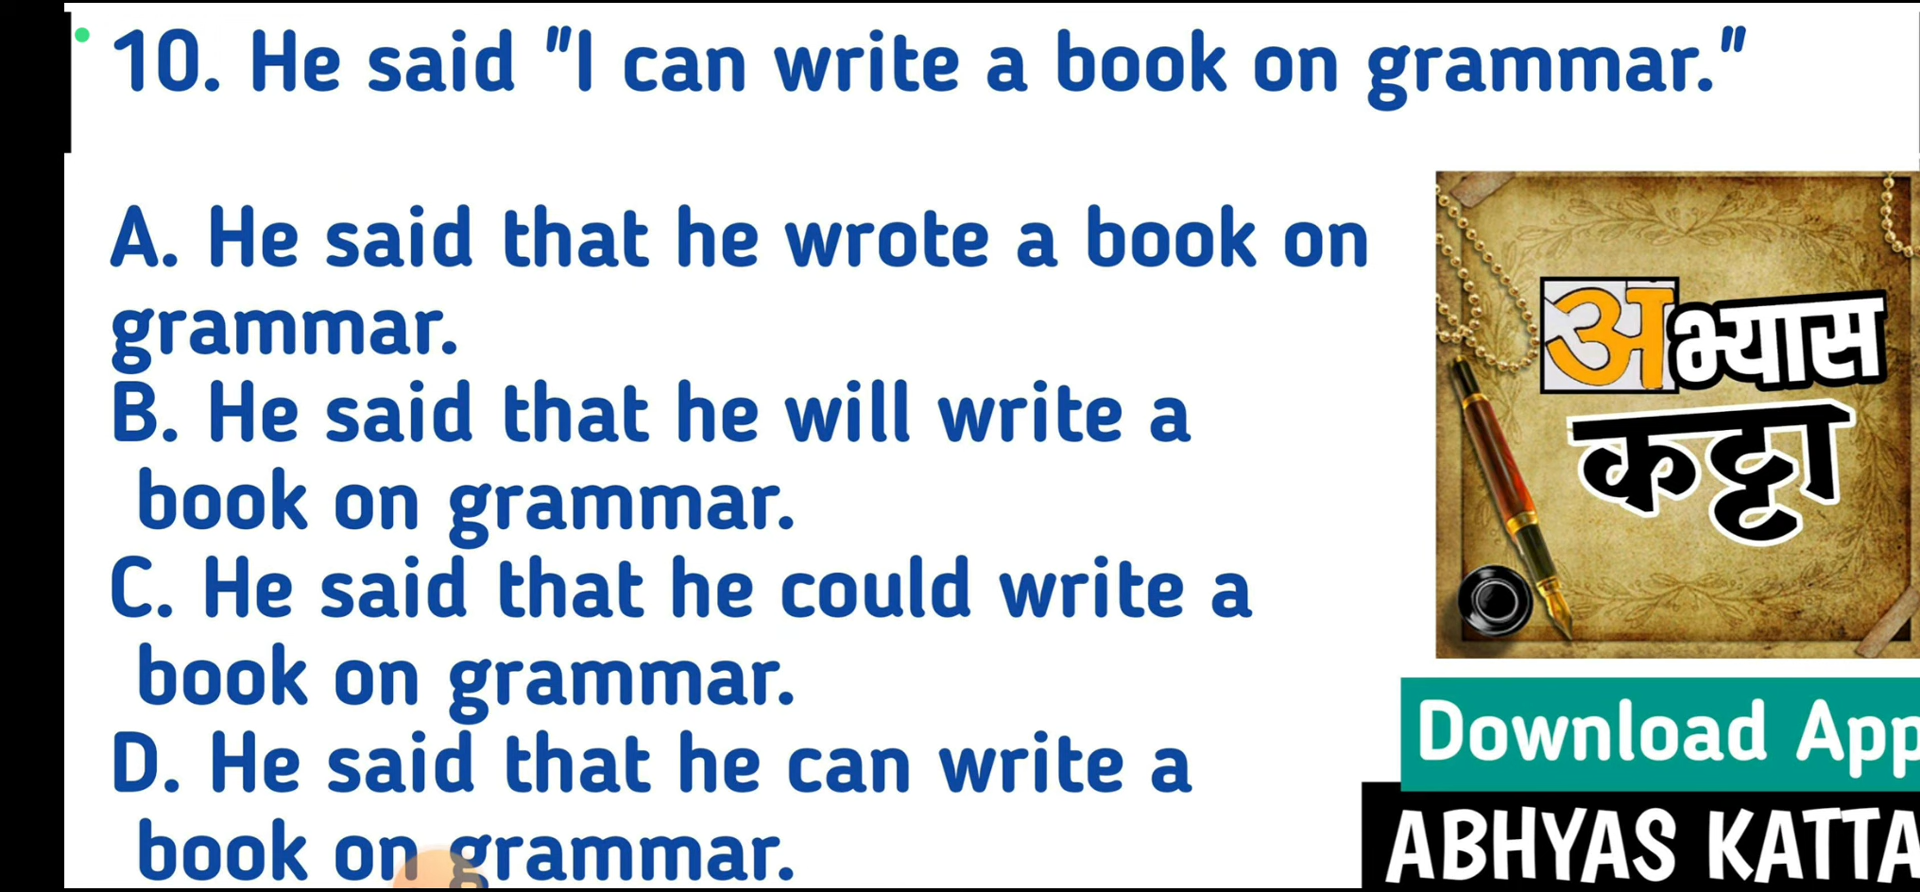 10. He said "I can write a book on grammar."
A. He said that he wrote a book on
grammar.
B. He said that he will write a
book on grammar.
C. He said that he could write a
book on grammar.
D. He said that he can write a
book on grammar.
अभ्यास
कट्टा
Download App
ABHYAS KATTA